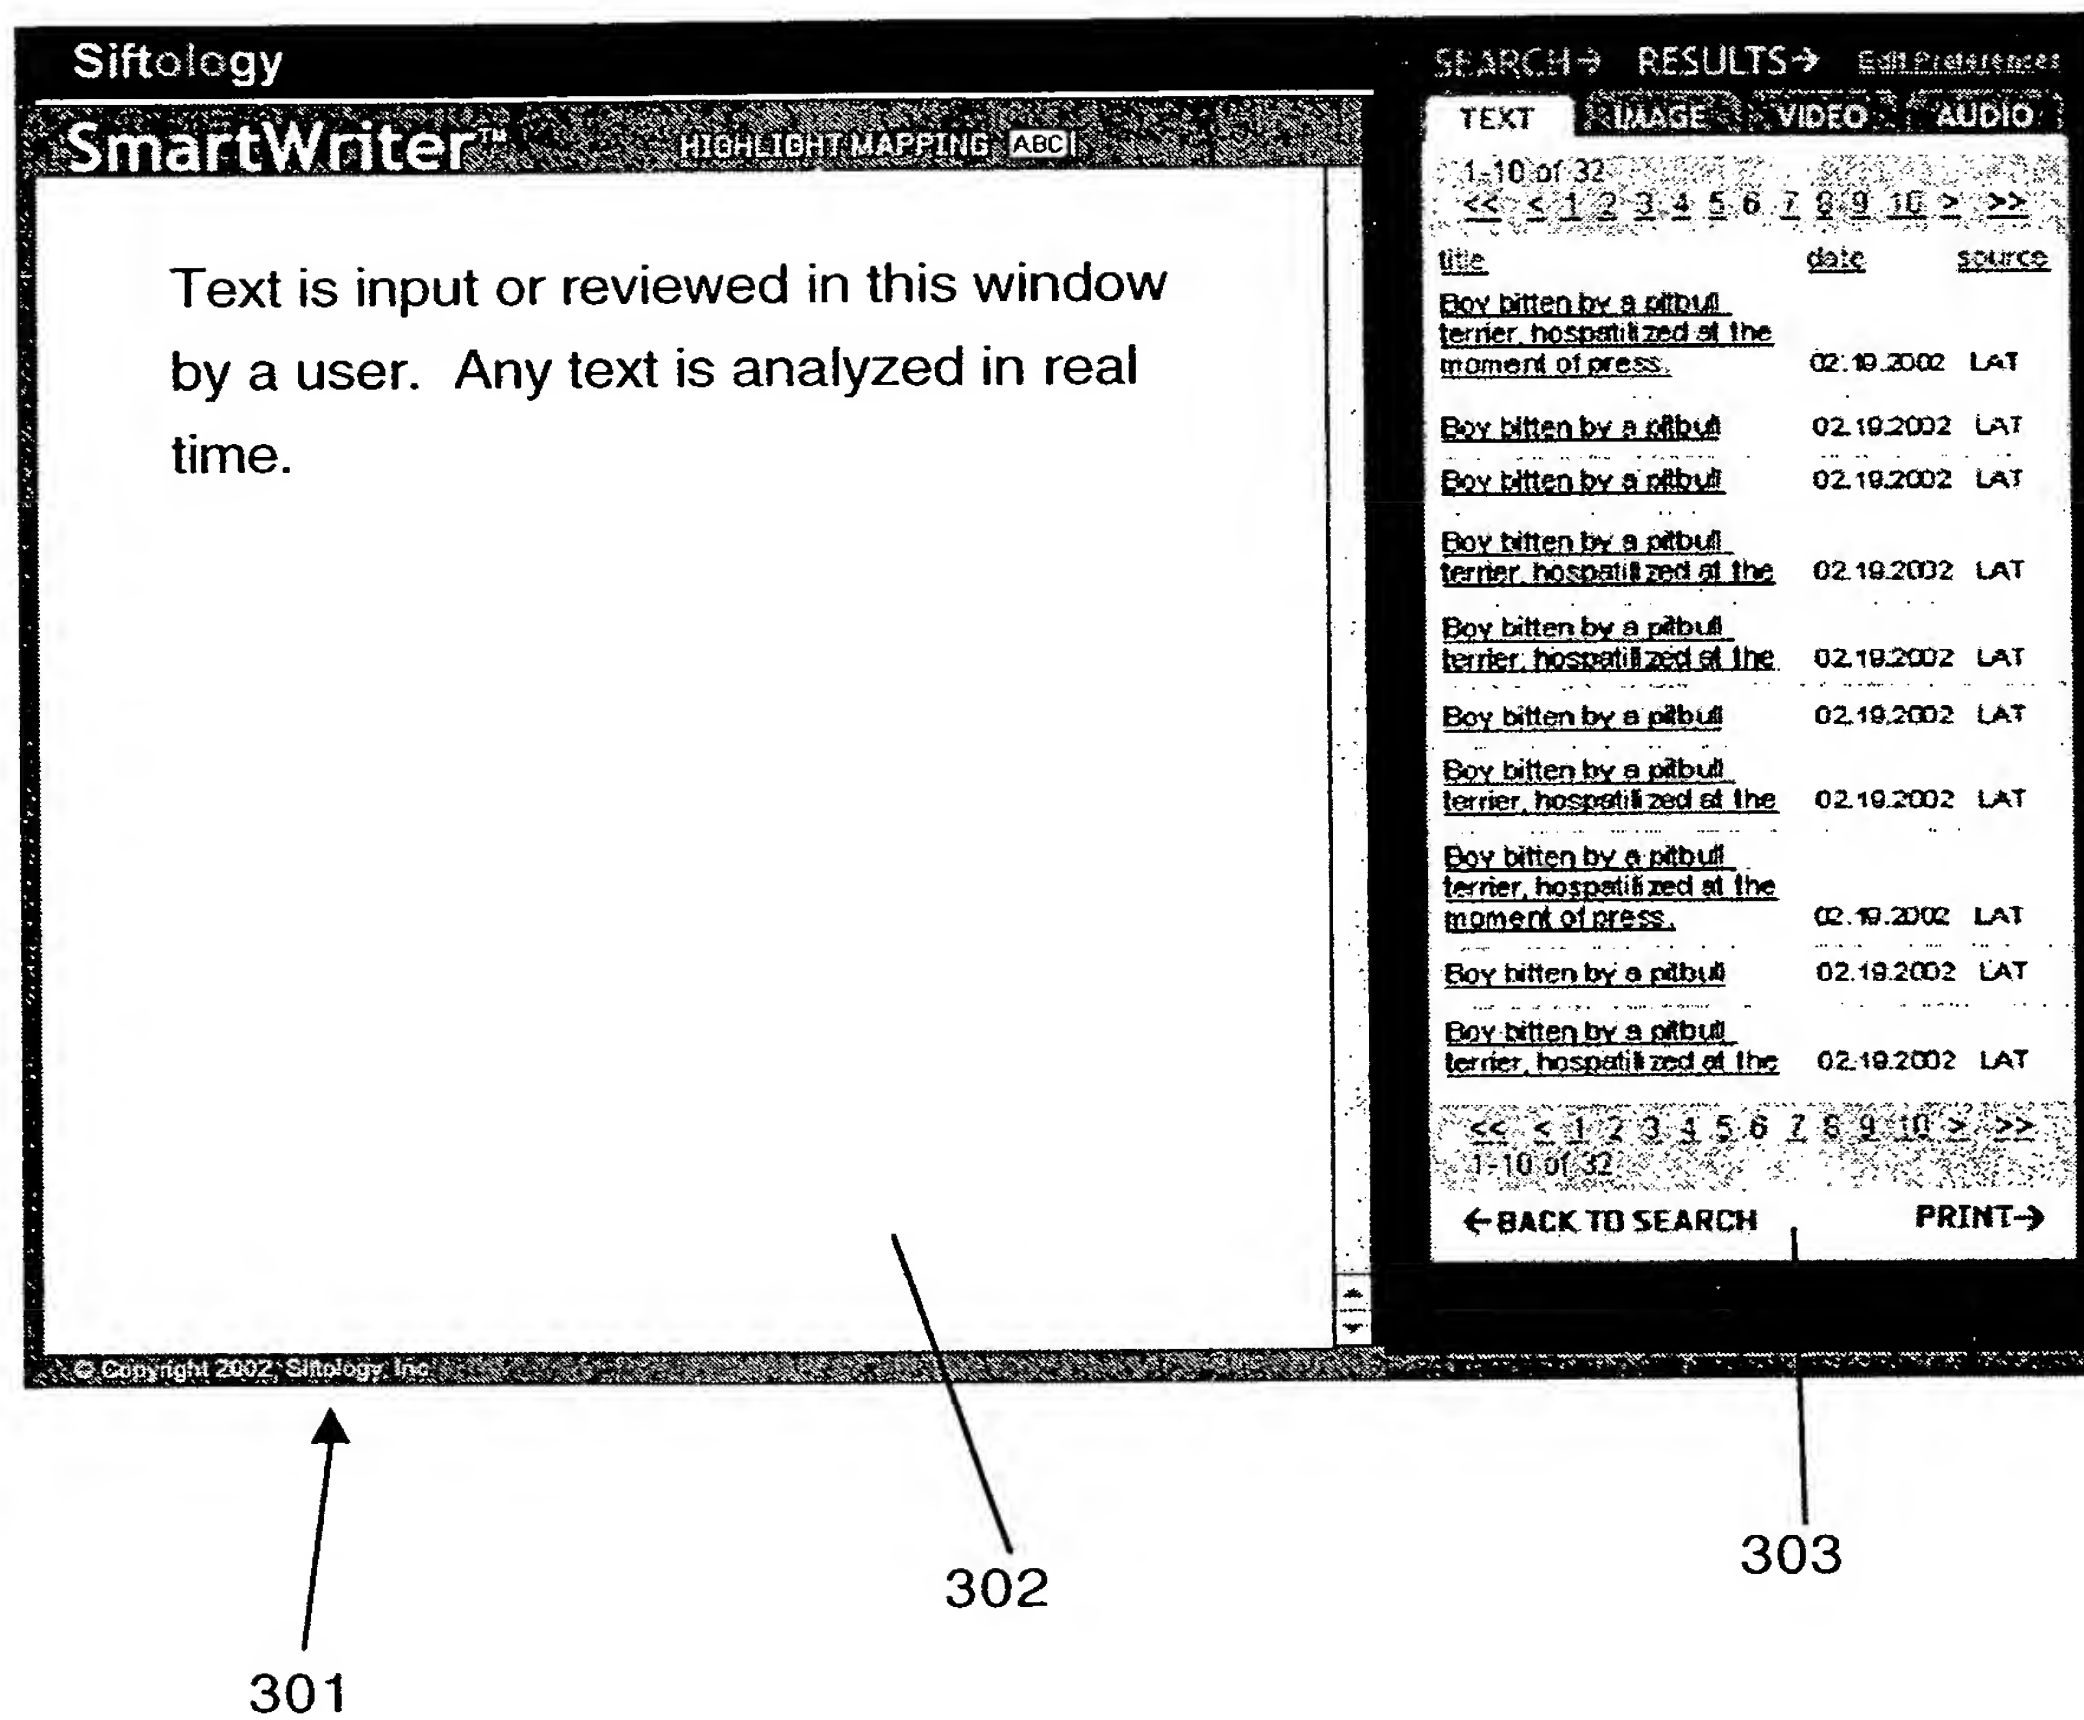 Siftology
SEARCH→ RESULTS→ Edit Preferences
SmartWriter™ HIGHLIGHT MAPPING ABC
TEXT IMAGE VIDEO AUDIO
1-10 of 32
<< < 1 2 3 4 5 6 7 8 9 10 > >>
title date source
Text is input or reviewed in this window
by a user. Any text is analyzed in real
time.
Boy bitten by a pitbull
terrier, hospatilized at the
moment of press. 02.19.2002 LAT
Boy bitten by a pitbull 02.19.2002 LAT
Boy bitten by a pitbull 02.19.2002 LAT
Boy bitten by a pitbull
terrier, hospatilized at the 02.19.2002 LAT
Boy bitten by a pitbull
terrier, hospatilized at the 02.19.2002 LAT
Boy bitten by a pitbull 02.19.2002 LAT
Boy bitten by a pitbull
terrier, hospatilized at the 02.19.2002 LAT
Boy bitten by a pitbull
terrier, hospatilized at the
moment of press. 02.19.2002 LAT
Boy bitten by a pitbull 02.19.2002 LAT
Boy bitten by a pitbull
terrier, hospatilized at the 02.19.2002 LAT
<< < 1 2 3 4 5 6 7 8 9 10 > >>
1-10 of 32
←BACK TO SEARCH PRINT→
© Copyright 2002, Siftology, Inc
301
302
303